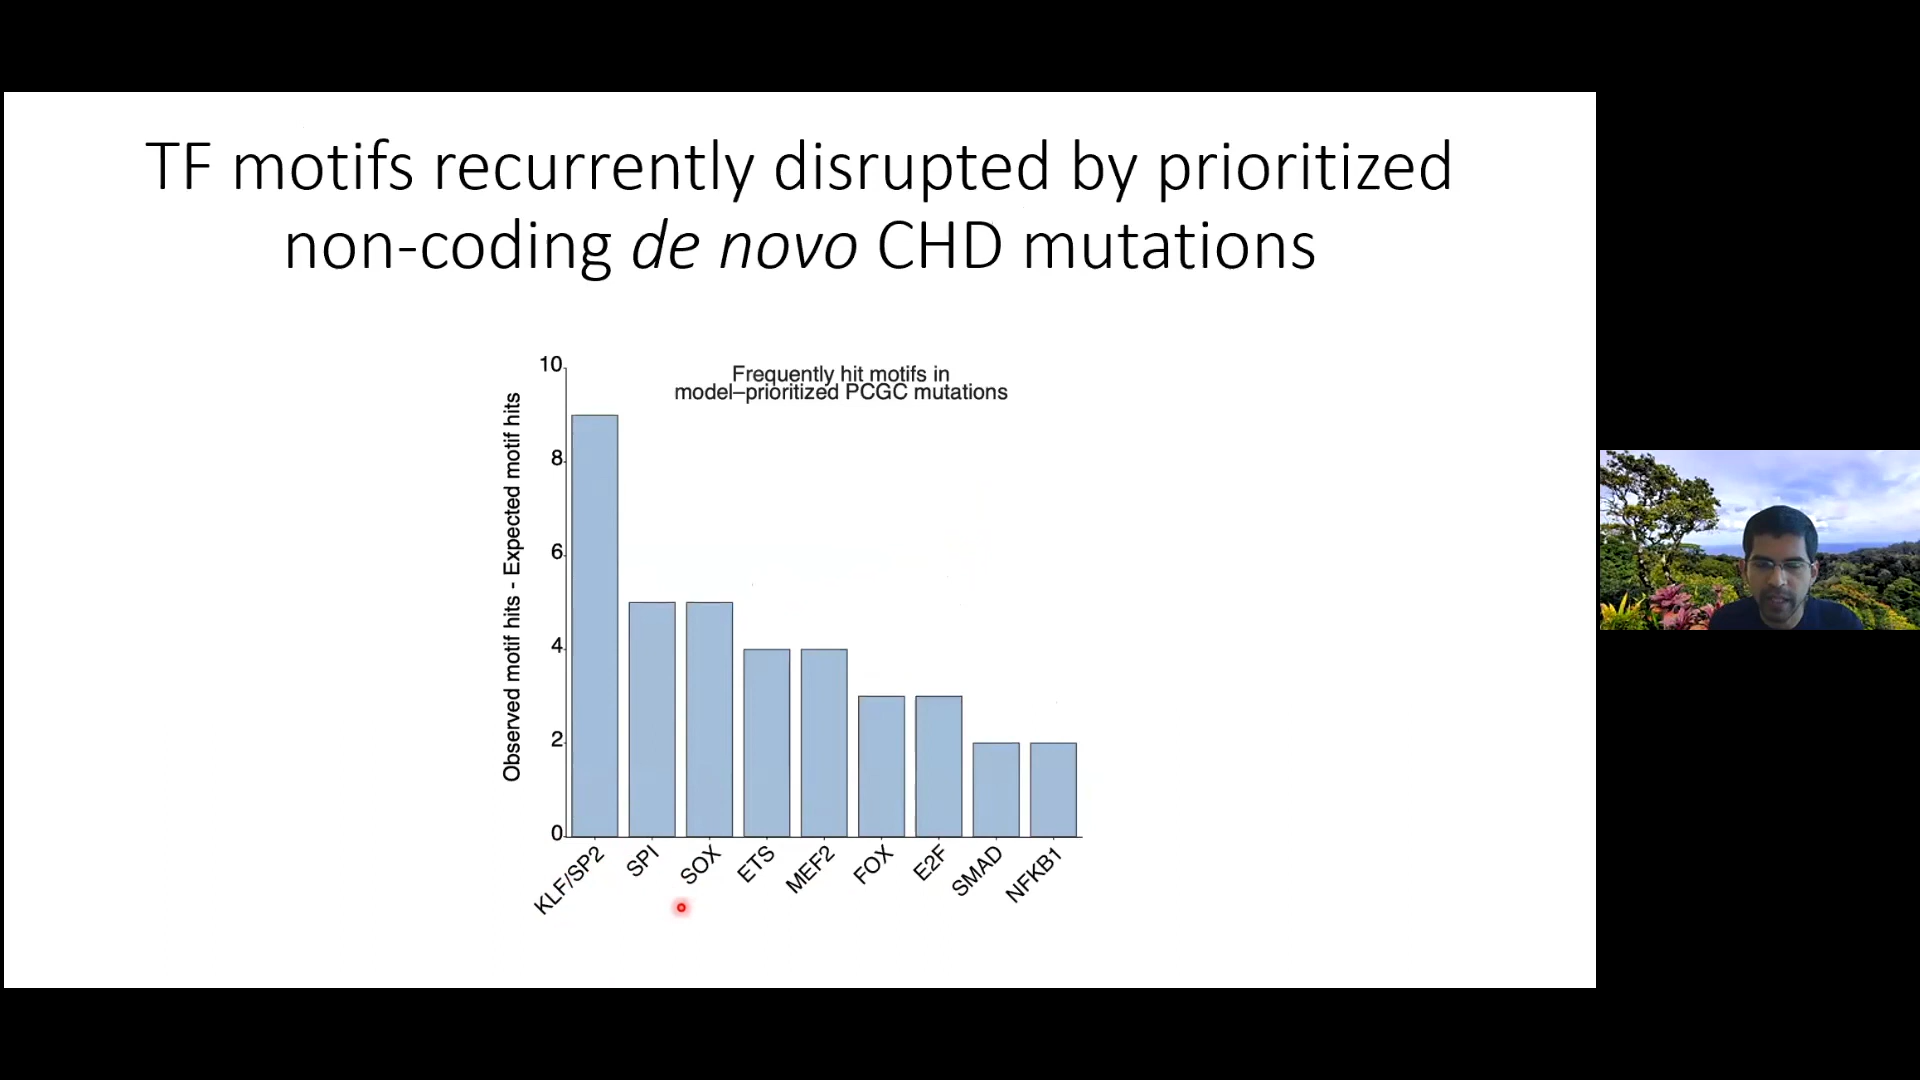 TF motifs recurrently disrupted by prioritized
non-coding de novo CHD mutations
Frequently hit motifs in
model–prioritized PCGC mutations
Observed motif hits - Expected motif hits
10
8
6
4
2
0
KLF/SP2
SPI
SOX
ETS
MEF2
FOX
E2F
SMAD
NFKB1